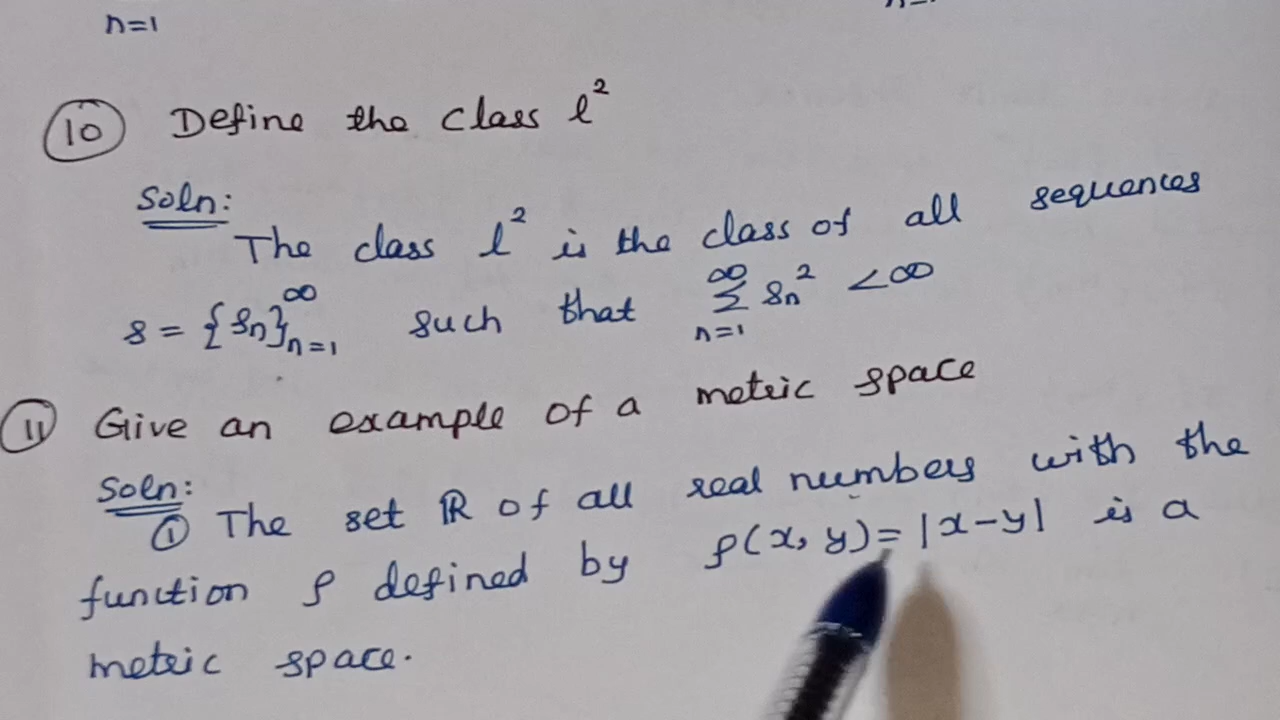 n=1
⑩ Define the class l²
Soln:
The class l² is the class of all sequences
s = {sₙ}∞ₙ₌₁ such that ∞Σₙ₌₁ sₙ² <∞
⑪ Give an example of a metric space
Soln:
① The set ℝ of all real numbers with the
function ρ defined by ρ(x, y)= |x-y| is a
metric space.